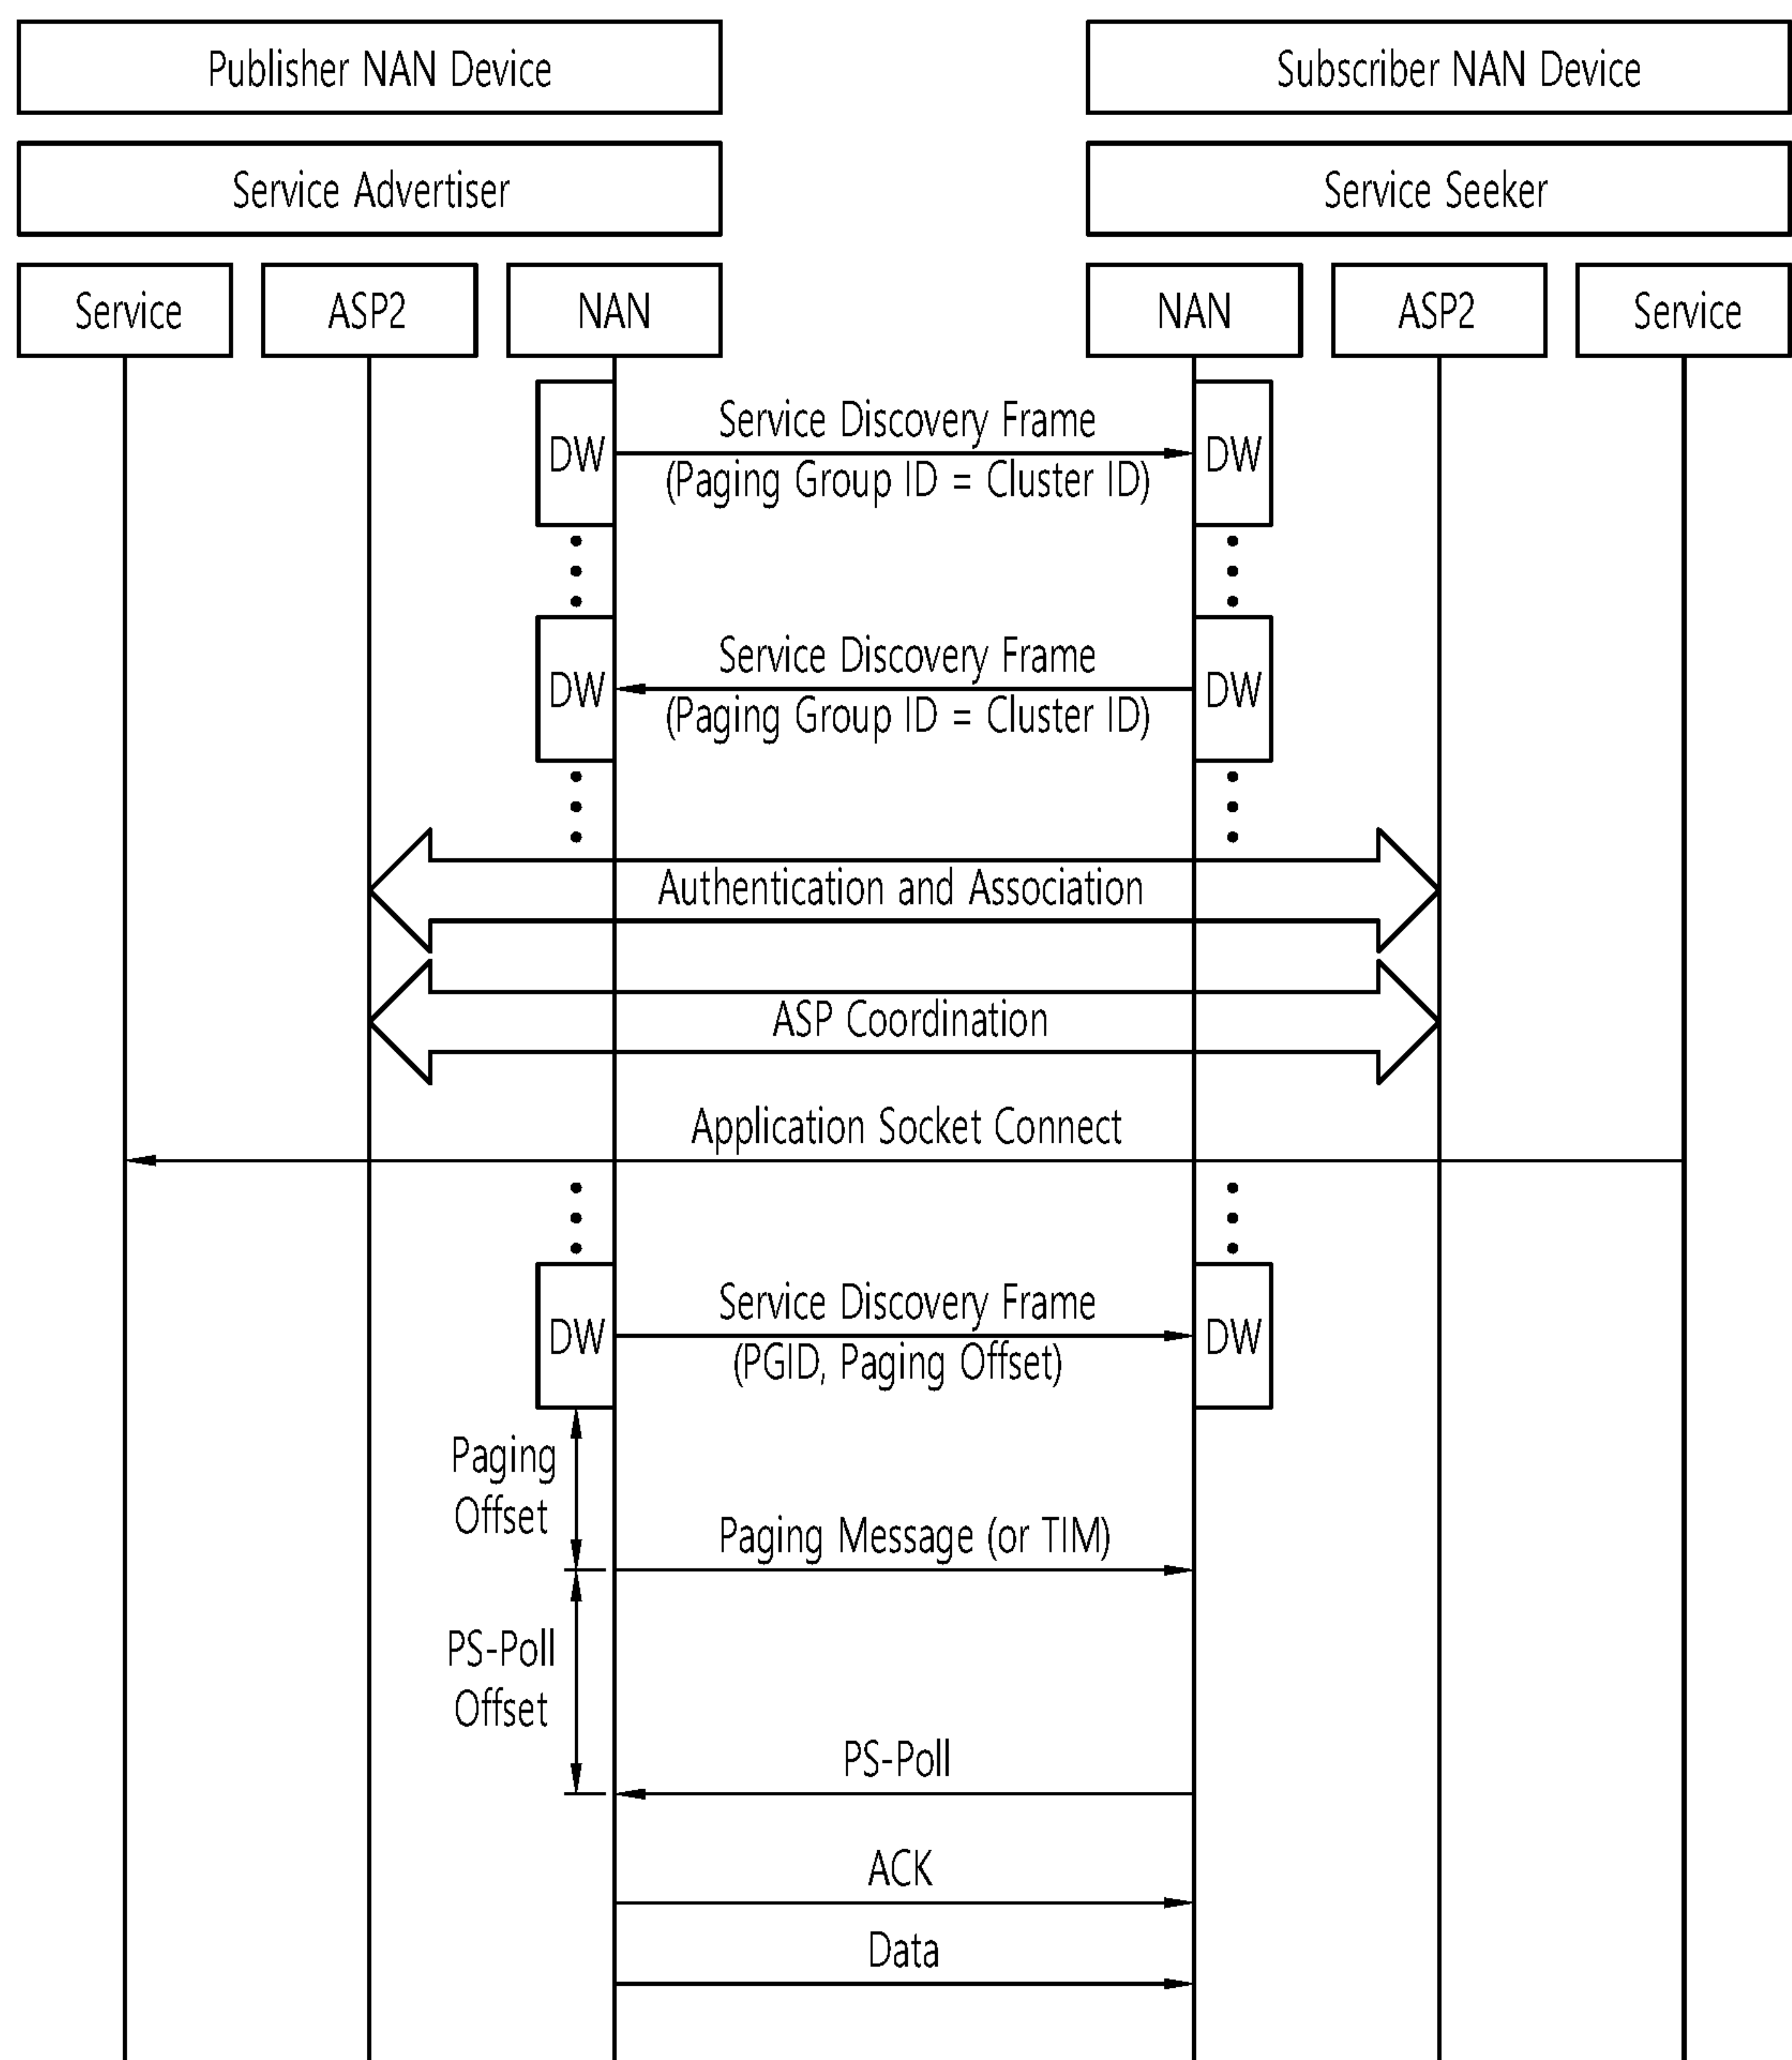 Publisher NAN Device
Subscriber NAN Device
Service Advertiser
Service Seeker
Service
ASP2
NAN
NAN
ASP2
Service
DW
Service Discovery Frame
(Paging Group ID = Cluster ID)
DW
DW
Service Discovery Frame
(Paging Group ID = Cluster ID)
DW
Authentication and Association
ASP Coordination
Application Socket Connect
DW
Service Discovery Frame
(PGID, Paging Offset)
DW
Paging
Offset
Paging Message (or TIM)
PS-Poll
Offset
PS-Poll
ACK
Data